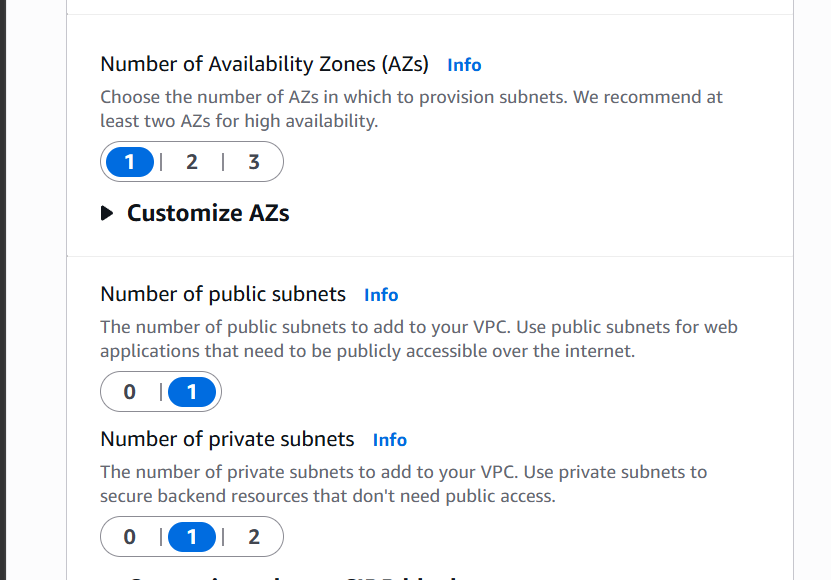 Number of Availability Zones (AZs) Info
Choose the number of AZs in which to provision subnets. We recommend at
least two AZs for high availability.
1 | 2 | 3
Customize AZs
Number of public subnets Info
The number of public subnets to add to your VPC. Use public subnets for web
applications that need to be publicly accessible over the internet.
0 | 1
Number of private subnets Info
The number of private subnets to add to your VPC. Use private subnets to
secure backend resources that don't need public access.
0 | 1 | 2